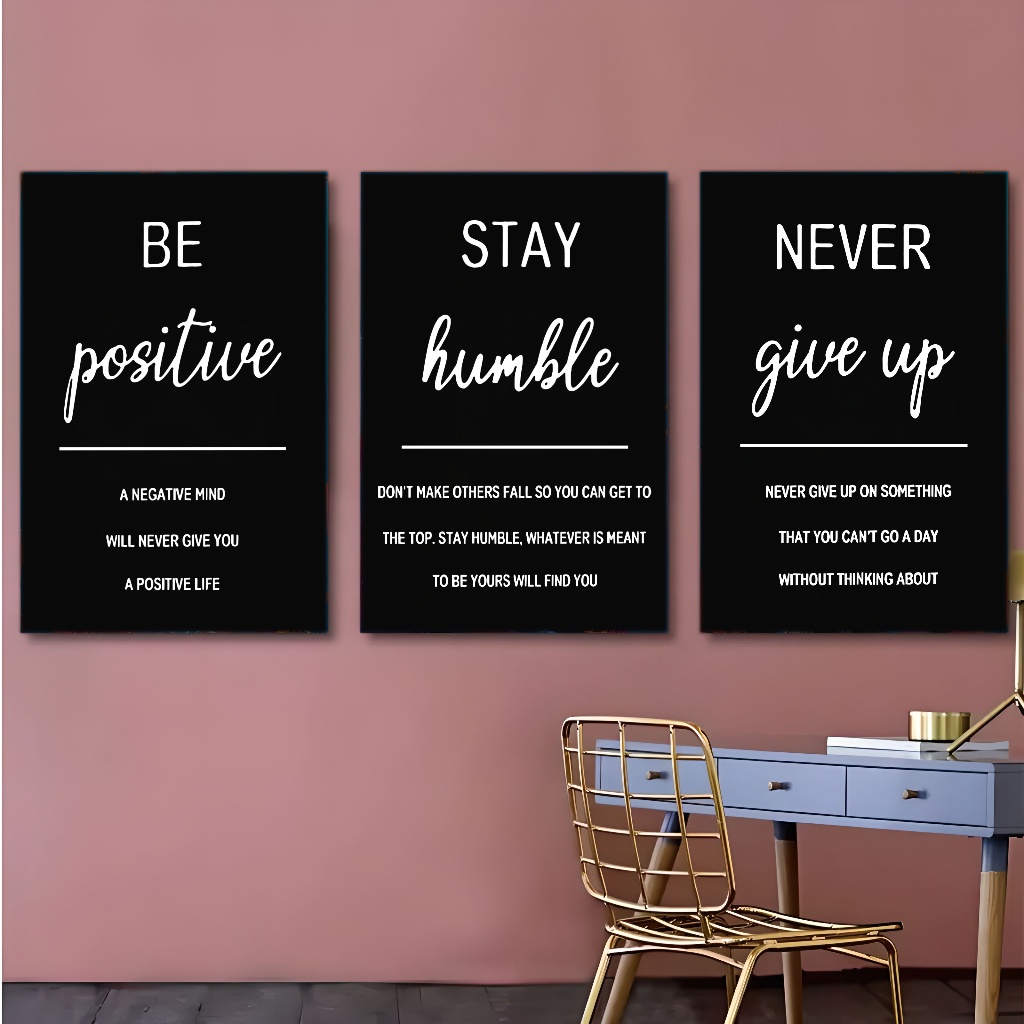 BE
positive
A NEGATIVE MIND
WILL NEVER GIVE YOU
A POSITIVE LIFE
STAY
humble
DON'T MAKE OTHERS FALL SO YOU CAN GET TO
THE TOP. STAY HUMBLE, WHATEVER IS MEANT
TO BE YOURS WILL FIND YOU
NEVER
give up
NEVER GIVE UP ON SOMETHING
THAT YOU CAN'T GO A DAY
WITHOUT THINKING ABOUT